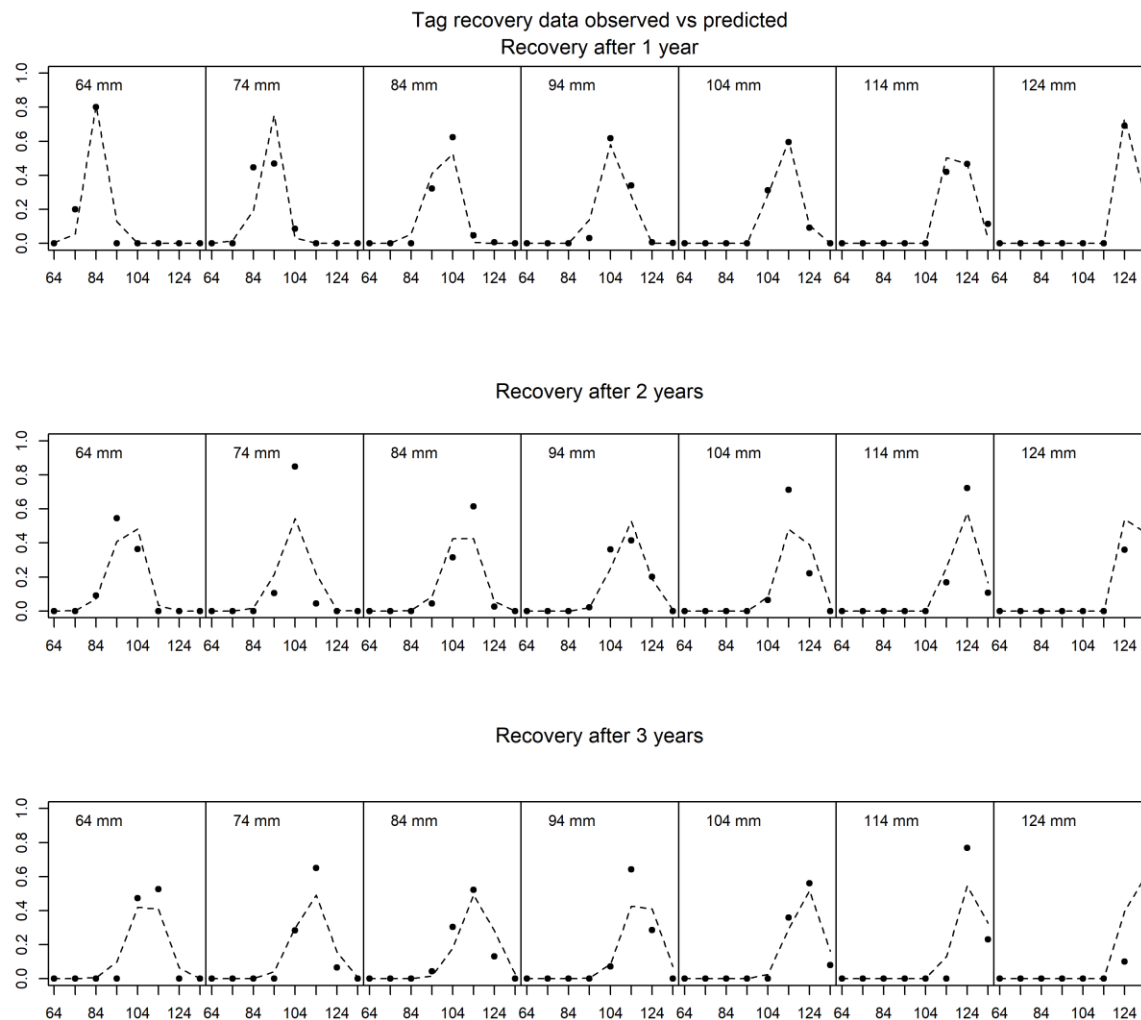 Tag recovery data observed vs predicted
Recovery after 1 year
64 mm 74 mm 84 mm 94 mm 104 mm 114 mm 124 mm
1.0
0.8
0.6
0.4
0.2
0.0
64 84 104 124 64 84 104 124 64 84 104 124 64 84 104 124 64 84 104 124 64 84 104 124 64 84 104 124
Recovery after 2 years
64 mm 74 mm 84 mm 94 mm 104 mm 114 mm 124 mm
1.0
0.8
0.6
0.4
0.2
0.0
64 84 104 124 64 84 104 124 64 84 104 124 64 84 104 124 64 84 104 124 64 84 104 124 64 84 104 124
Recovery after 3 years
64 mm 74 mm 84 mm 94 mm 104 mm 114 mm 124 mm
1.0
0.8
0.6
0.4
0.2
0.0
64 84 104 124 64 84 104 124 64 84 104 124 64 84 104 124 64 84 104 124 64 84 104 124 64 84 104 124